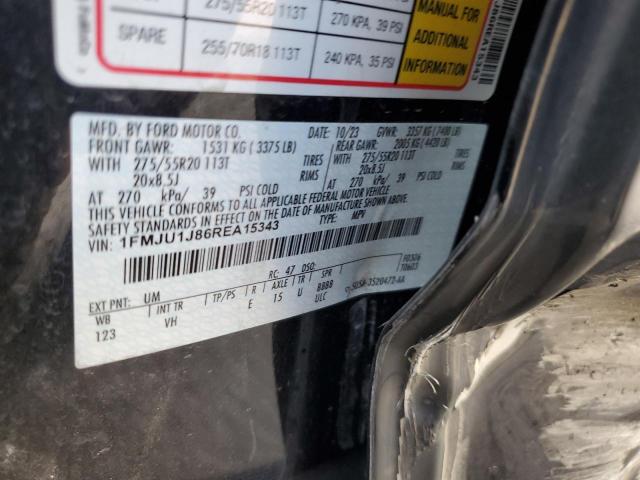 275/55R20 113T 270 KPA, 39 PSI
SPARE 255/70R18 113T 240 KPA, 35 PSI
MANUAL FOR
ADDITIONAL
INFORMATION
MFD. BY FORD MOTOR CO.
DATE: 10/23 GVWR: 3357 KG (7400 LB)
FRONT GAWR: 1531 KG (3375 LB) REAR GAWR: 2005 KG (4420 LB)
WITH 275/55R20 113T TIRES WITH 275/55R20 113T TIRES
20x8.5J RIMS 20x8.5J RIMS
AT 270 kPa/ 39 PSI COLD AT 270 kPa/ 39 PSI COLD
THIS VEHICLE CONFORMS TO ALL APPLICABLE FEDERAL MOTOR VEHICLE
SAFETY STANDARDS IN EFFECT ON THE DATE OF MANUFACTURE SHOWN ABOVE.
VIN: 1FMJU1J86REA15343 TYPE: MPV
F0306
T0603
EXT PNT: UM RC: 47 DSO:
WB INT TR TP/PS R AXLE TR SPR
123 VH E 15 U BBBB
ULC
3520472-AA